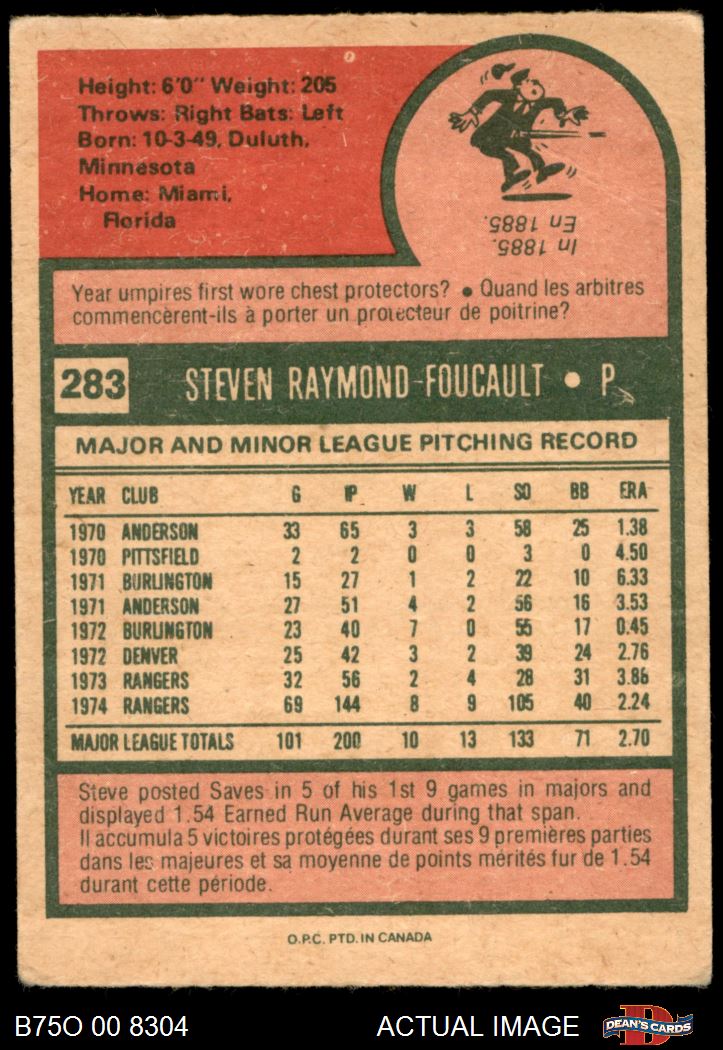 Height: 6'0" Weight: 205
Throws: Right Bats: Left
Born: 10-3-49, Duluth,
Minnesota
Home: Miami,
Florida
In 1885.
En 1885.
Year umpires first wore chest protectors? • Quand les arbitres
commencèrent-ils à porter un protecteur de poitrine?
283 STEVEN RAYMOND FOUCAULT • P
MAJOR AND MINOR LEAGUE PITCHING RECORD
YEAR CLUB G IP W L SO BB ERA
1970 ANDERSON 33 65 3 3 58 25 1.38
1970 PITTSFIELD 2 2 0 0 3 0 4.50
1971 BURLINGTON 15 27 1 2 22 10 6.33
1971 ANDERSON 27 51 4 2 56 16 3.53
1972 BURLINGTON 23 40 7 0 55 17 0.45
1972 DENVER 25 42 3 2 39 24 2.76
1973 RANGERS 32 56 2 4 28 31 3.86
1974 RANGERS 69 144 8 9 105 40 2.24
MAJOR LEAGUE TOTALS 101 200 10 13 133 71 2.70
Steve posted Saves in 5 of his 1st 9 games in majors and
displayed 1.54 Earned Run Average during that span.
Il accumula 5 victoires protégées durant ses 9 premières parties
dans les majeures et sa moyenne de points mérités fur de 1.54
durant cette période.
O.P.C. PTD. IN CANADA
B75O 00 8304 ACTUAL IMAGE D DEAN'S CARDS